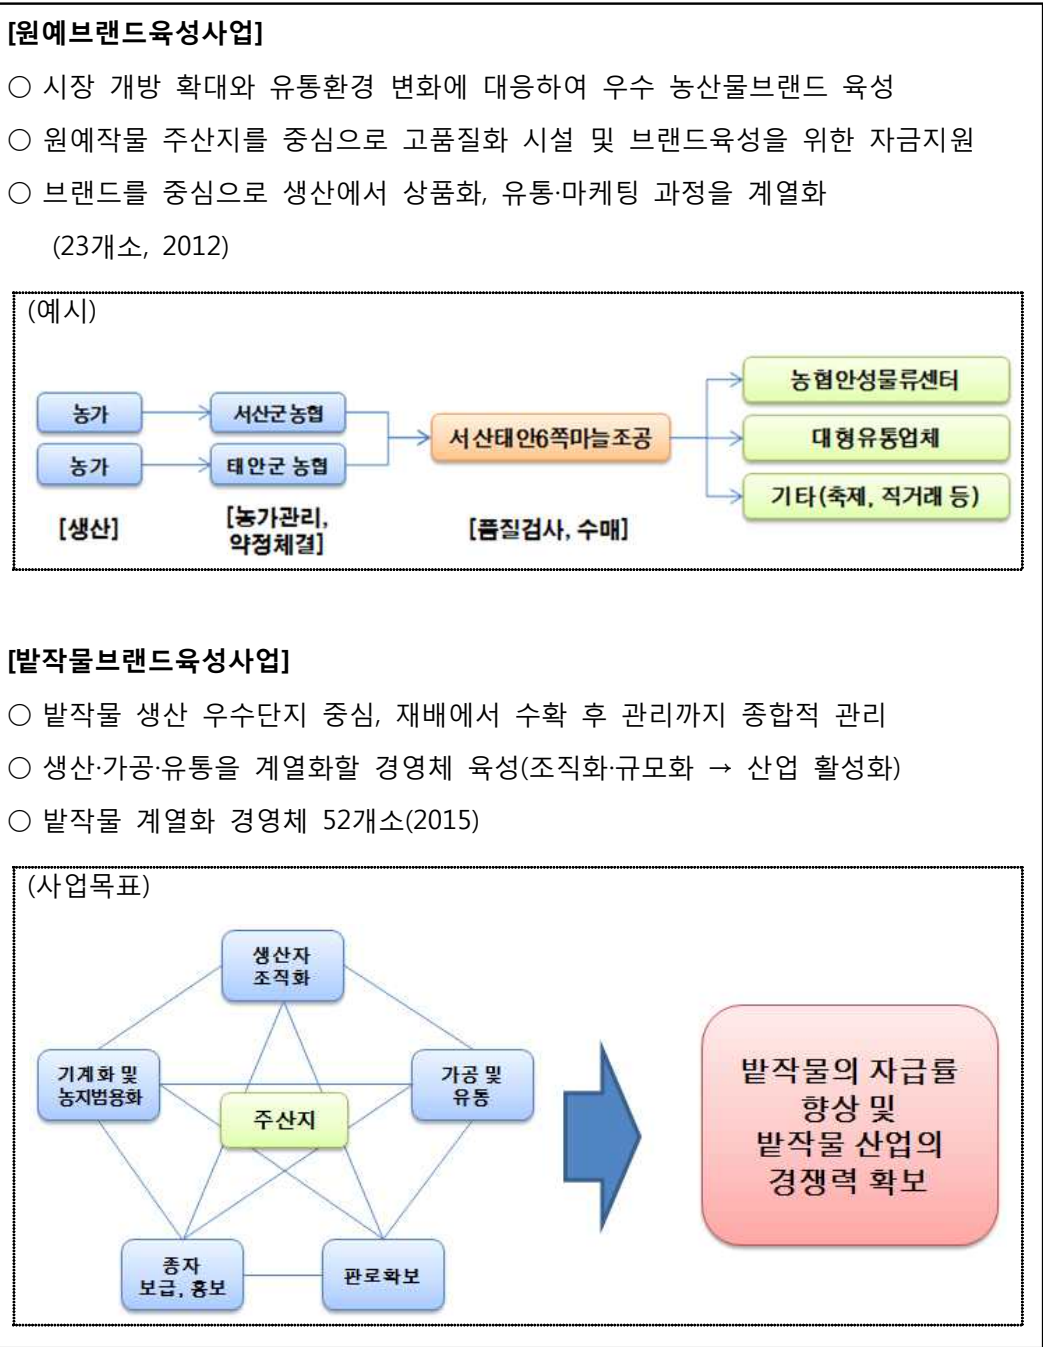 [원예브랜드육성사업]
○ 시장 개방 확대와 유통환경 변화에 대응하여 우수 농산물브랜드 육성
○ 원예작물 주산지를 중심으로 고품질화 시설 및 브랜드육성을 위한 자금지원
○ 브랜드를 중심으로 생산에서 상품화, 유통·마케팅 과정을 계열화
(23개소, 2012)
(예시)
농가
서산군 농협
농가
태안군 농협
서산태안6쪽마늘조공
농협안성물류센터
대형유통업체
기타(축제, 직거래 등)
[생산]
[농가관리,
약정체결]
[품질검사, 수매]
[밭작물브랜드육성사업]
○ 밭작물 생산 우수단지 중심, 재배에서 수확 후 관리까지 종합적 관리
○ 생산·가공·유통을 계열화할 경영체 육성(조직화·규모화 → 산업 활성화)
○ 밭작물 계열화 경영체 52개소(2015)
(사업목표)
생산자
조직화
기계화 및
농지범용화
가공 및
유통
주산지
종자
보급, 홍보
판로확보
밭작물의 자급률
향상 및
밭작물 산업의
경쟁력 확보